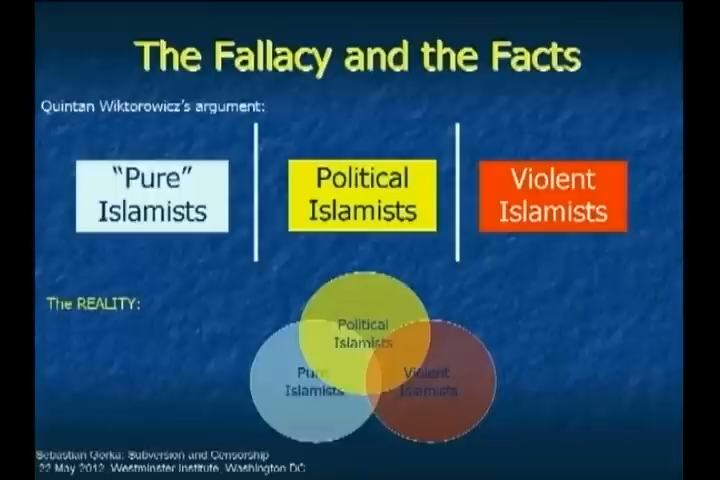 The Fallacy and the Facts
Quintan Wiktorowicz's argument:
"Pure"
Islamists
Political
Islamists
Violent
Islamists
The REALITY:
Political
Islamists
Pure
Islamists
Violent
Islamists
Sebastian Gorka: Subversion and Censorship
22 May 2012 Westminster Institute, Washington DC